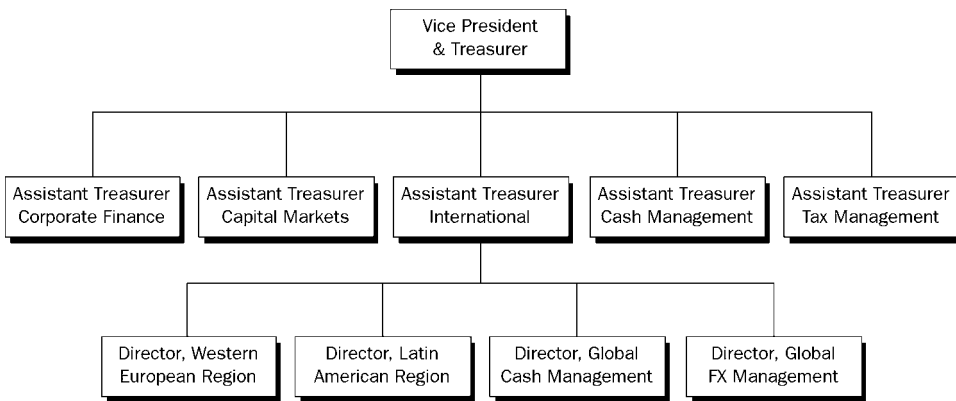 Vice President
& Treasurer
Assistant Treasurer
Corporate Finance
Assistant Treasurer
Capital Markets
Assistant Treasurer
International
Assistant Treasurer
Cash Management
Assistant Treasurer
Tax Management
Director, Western
European Region
Director, Latin
American Region
Director, Global
Cash Management
Director, Global
FX Management